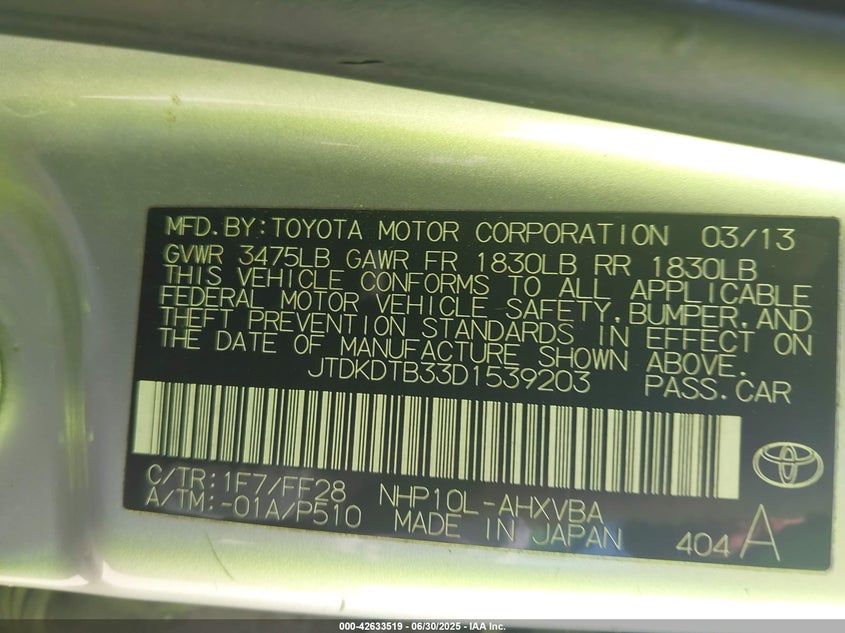 MFD. BY: TOYOTA MOTOR CORPORATION 03/13
GVWR 3475LB GAWR FR 1830LB RR 1830LB
THIS VEHICLE CONFORMS TO ALL APPLICABLE
FEDERAL MOTOR VEHICLE SAFETY, BUMPER, AND
THEFT PREVENTION STANDARDS IN EFFECT ON
THE DATE OF MANUFACTURE SHOWN ABOVE.
JTDKDTB33D1539203 PASS.CAR
C/TR: 1F7/FF28 NHP10L-AHXVBA
A/TM: -01A/P510 MADE IN JAPAN 404 A
000-42633519 - 06/30/2025 - IAA Inc.